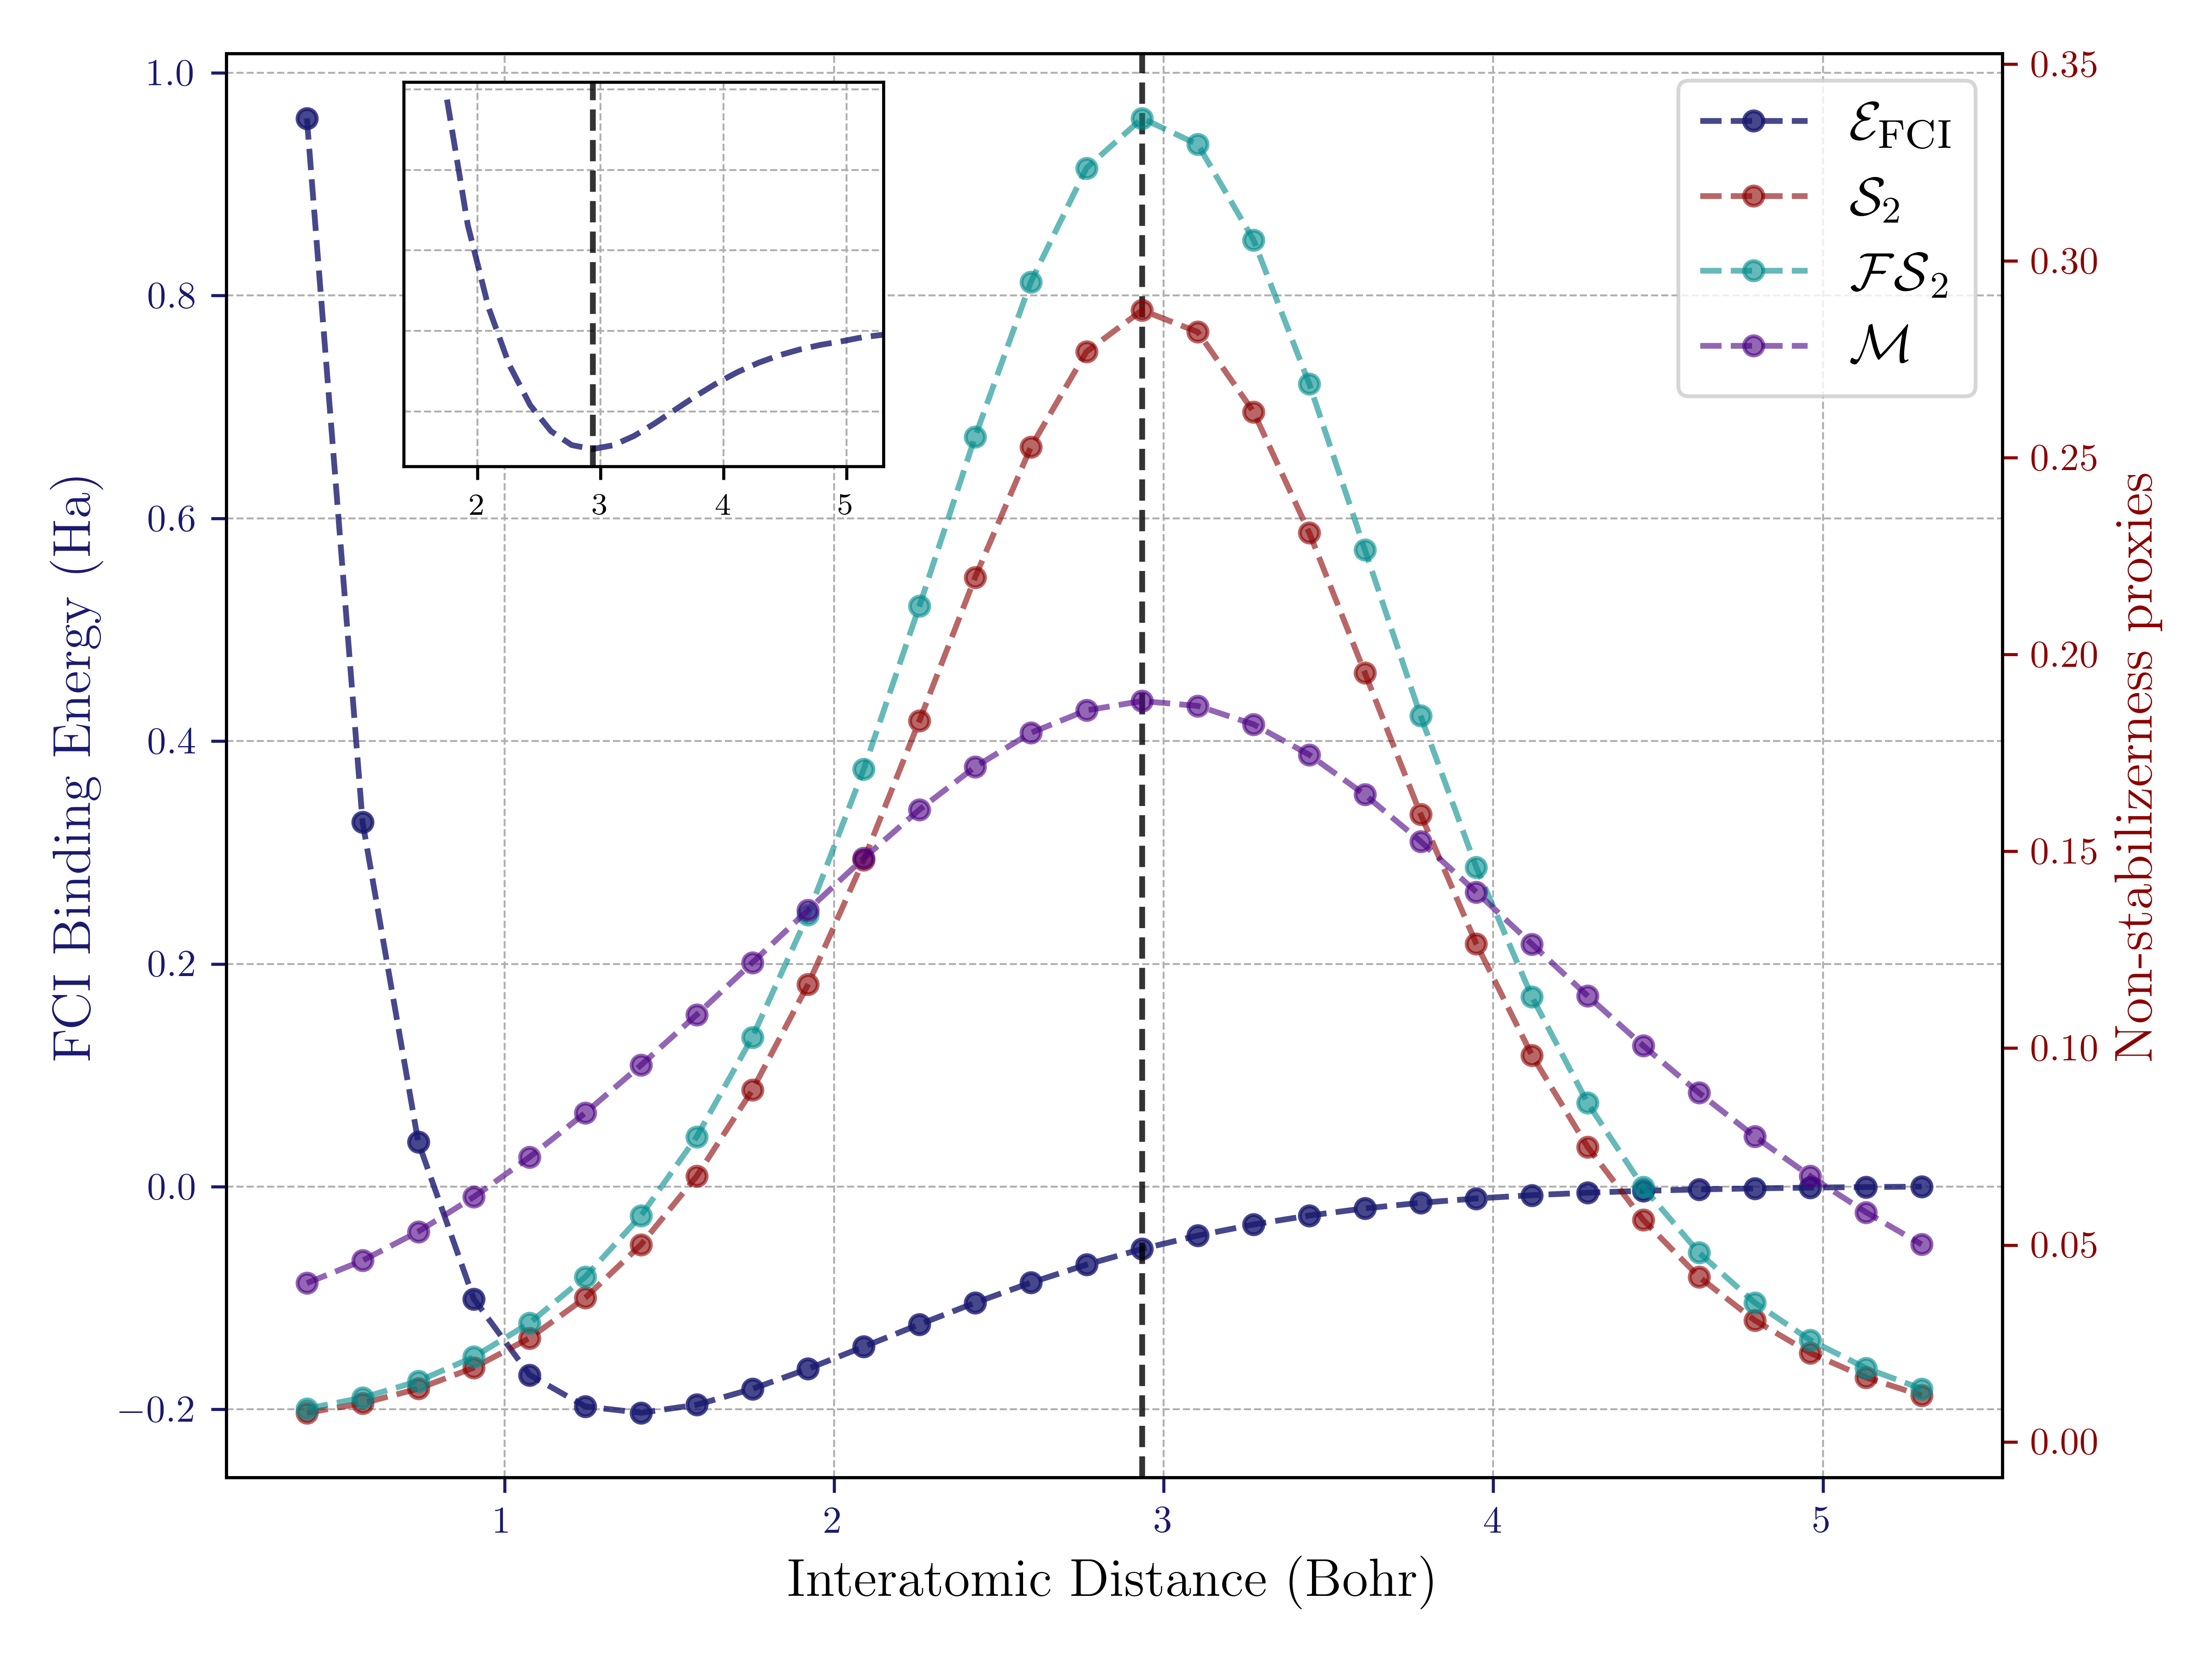 1.0
0.8
0.6
0.4
0.2
0.0
−0.2
FCI Binding Energy (Ha)
2 3 4 5
ℰ_FCI
𝒮₂
ℱ𝒮₂
ℳ
0.35
0.30
0.25
0.20
0.15
0.10
0.05
0.00
Non-stabilizerness proxies
1 2 3 4 5
Interatomic Distance (Bohr)